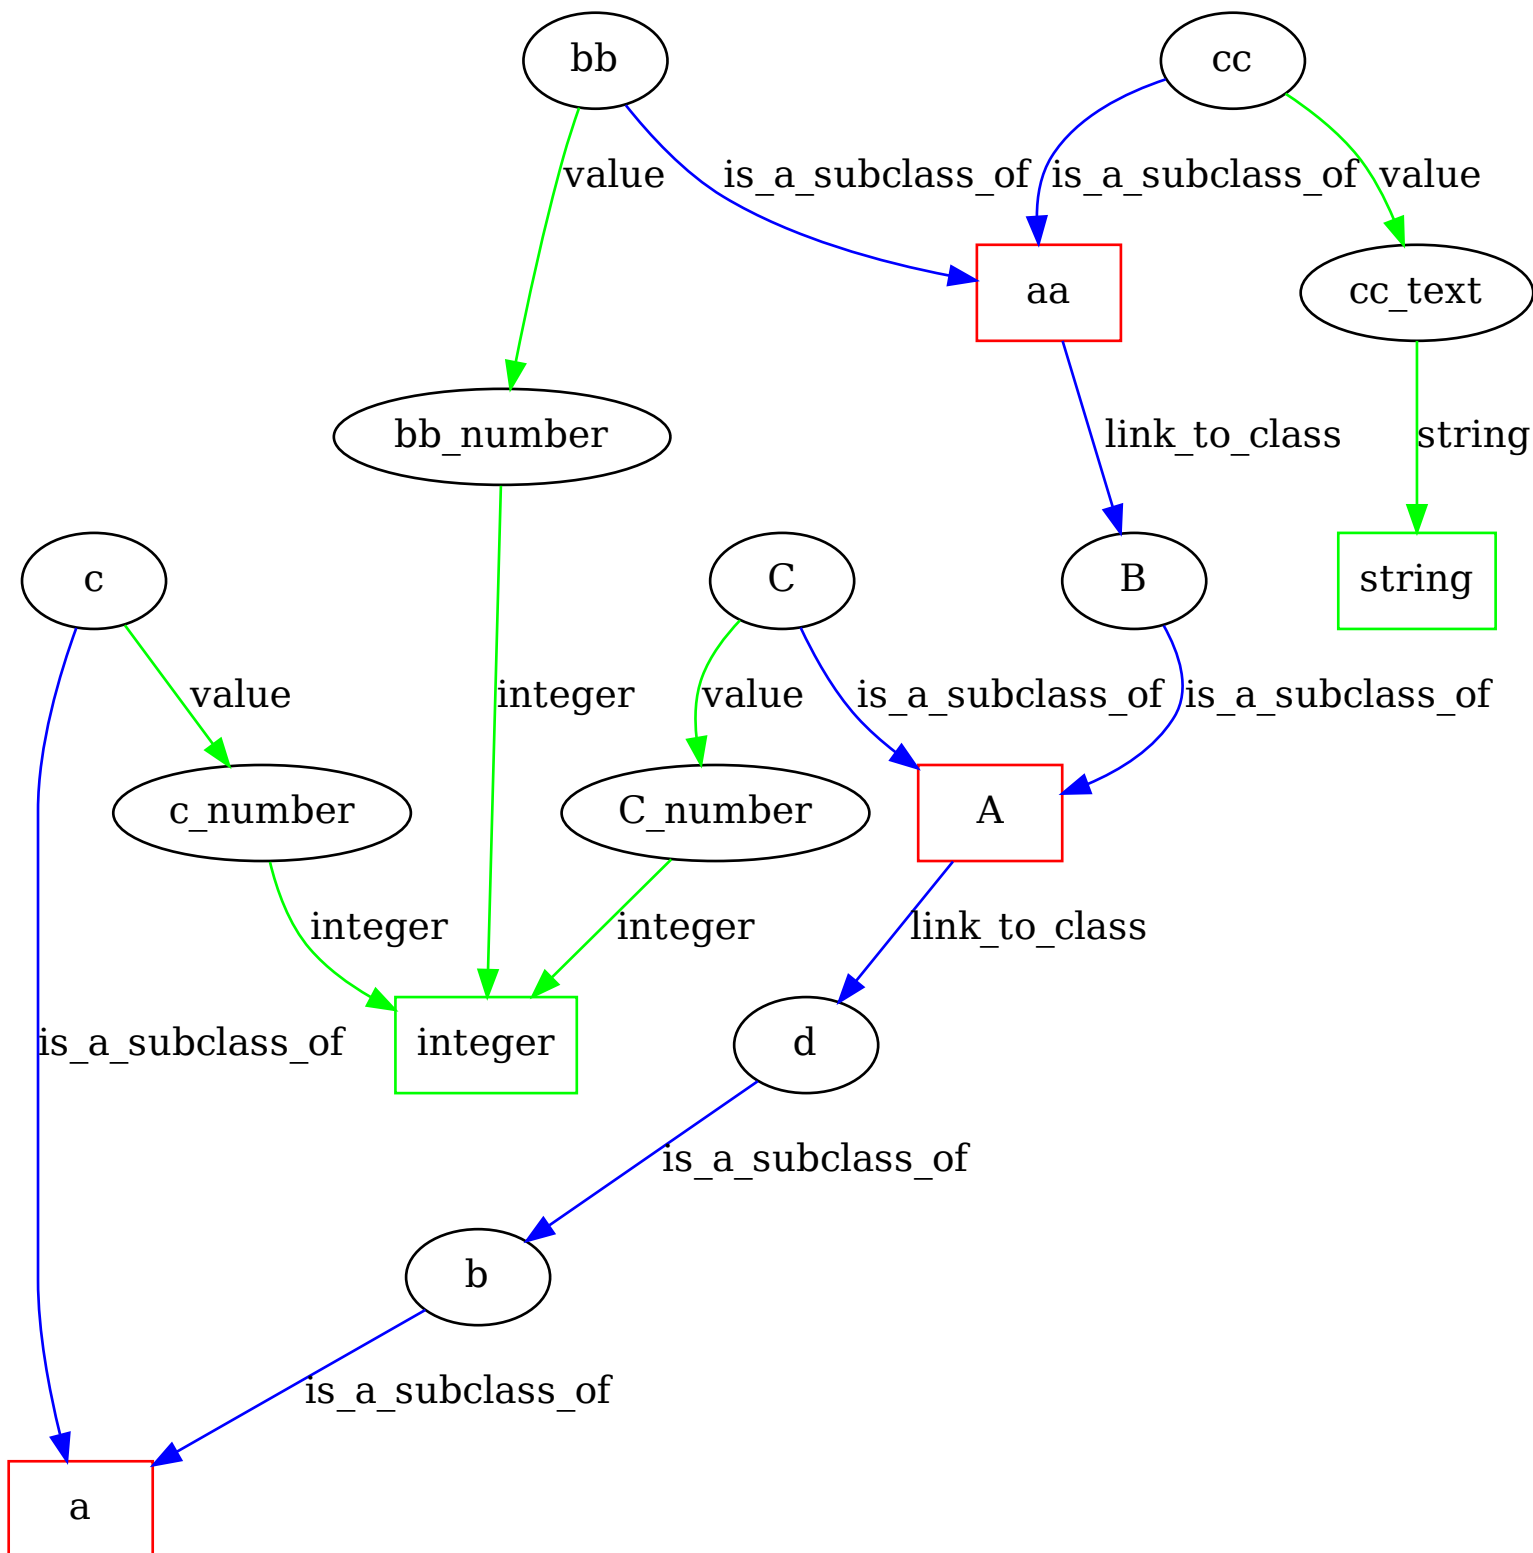 bb
cc
value
is_a_subclass_of
is_a_subclass_of
value
aa
cc_text
bb_number
link_to_class
string
c
C
B
string
value
integer
value
is_a_subclass_of
is_a_subclass_of
c_number
C_number
A
integer
integer
link_to_class
is_a_subclass_of
integer
d
is_a_subclass_of
b
is_a_subclass_of
a